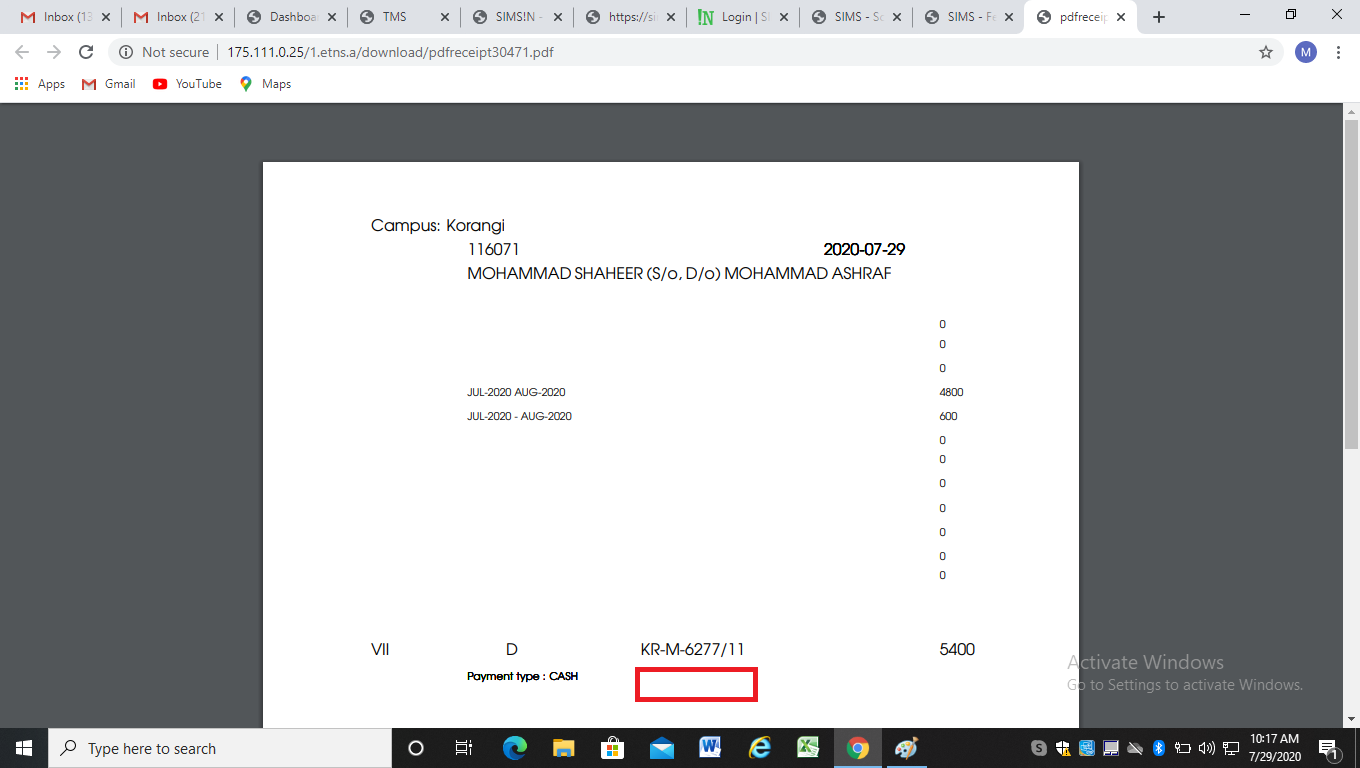 Inbox (13
Inbox (21
Dashboa
TMS
SIMS!N -
https://si
!N Login | S
SIMS - Sc
SIMS - Fe
pdfreceip
Not secure
175.111.0.25/1.etns.a/download/pdfreceipt30471.pdf
M
Apps
Gmail
YouTube
Maps
Campus: Korangi
116071 2020-07-29
MOHAMMAD SHAHEER (S/o, D/o) MOHAMMAD ASHRAF
0
0
0
JUL-2020 AUG-2020 4800
JUL-2020 - AUG-2020 600
0
0
0
0
0
0
0
VII D KR-M-6277/11 5400
Payment type : CASH
Activate Windows
Go to Settings to activate Windows.
Type here to search
10:17 AM
7/29/2020
1